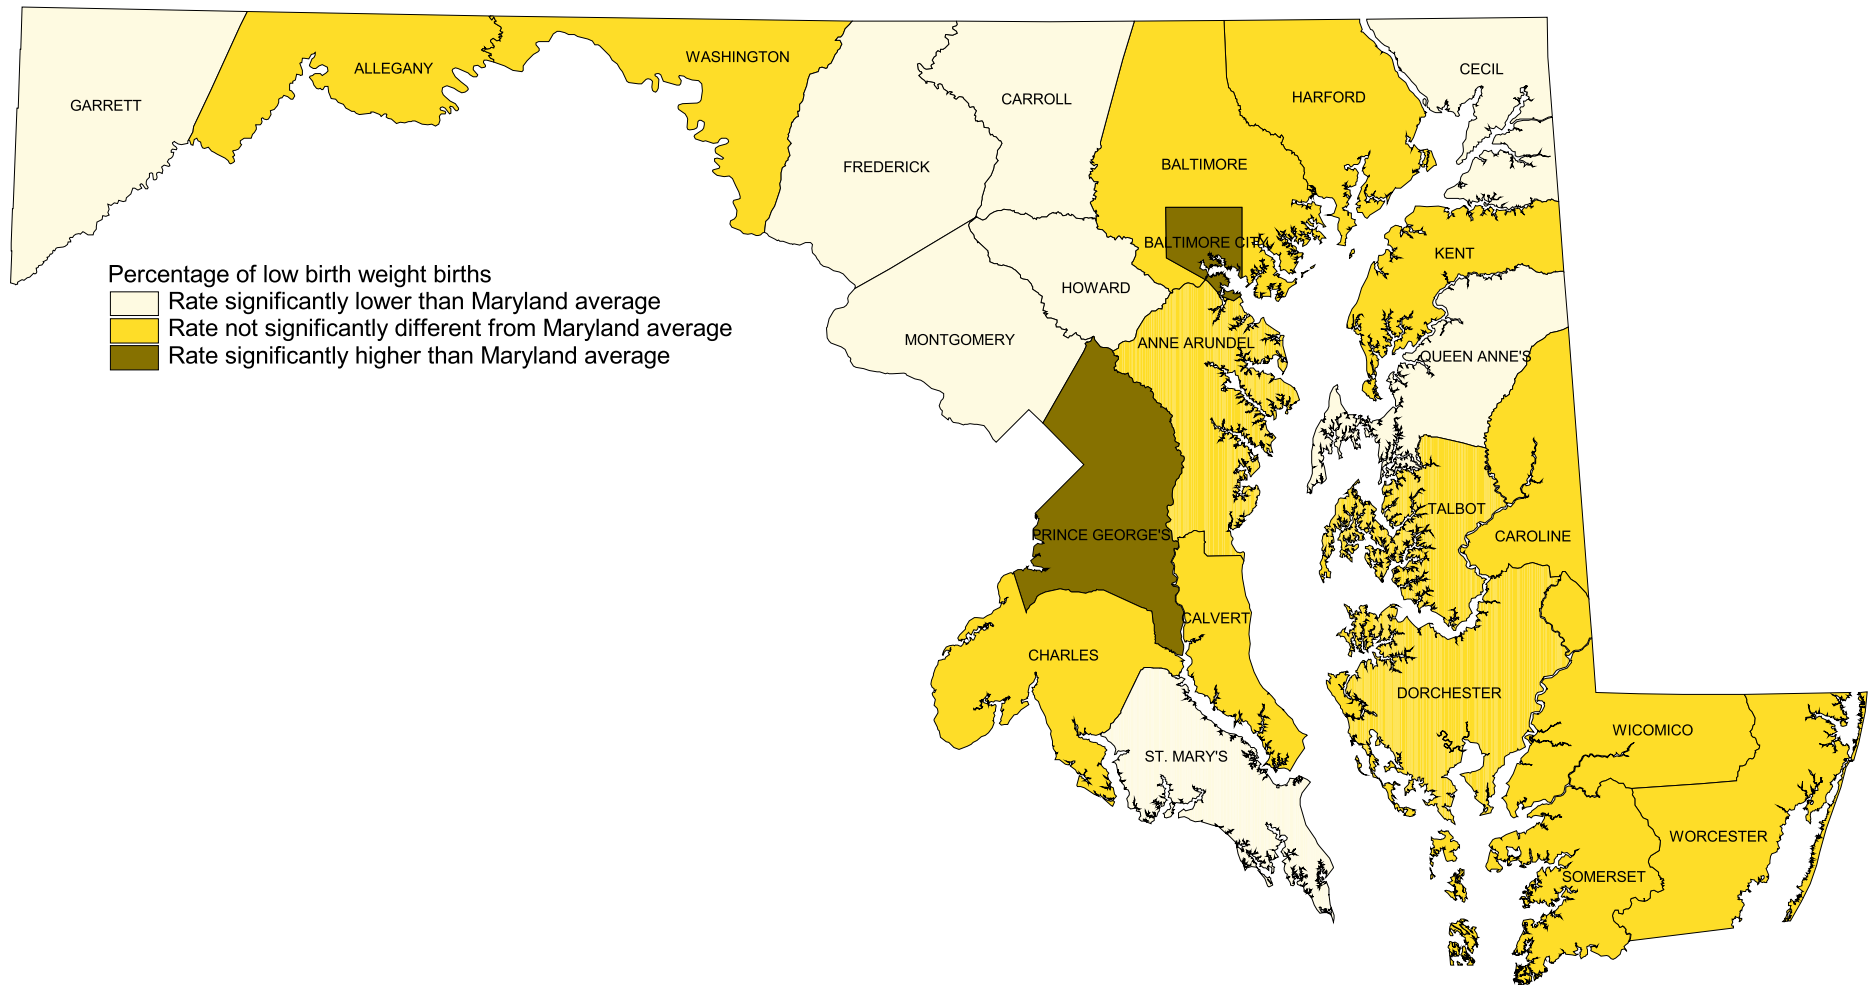 GARRETT
ALLEGANY
WASHINGTON
FREDERICK
CARROLL
BALTIMORE
HARFORD
CECIL
BALTIMORE CITY
KENT
HOWARD
MONTGOMERY
ANNE ARUNDEL
QUEEN ANNE'S
Percentage of low birth weight births
Rate significantly lower than Maryland average
Rate not significantly different from Maryland average
Rate significantly higher than Maryland average
PRINCE GEORGE'S
TALBOT
CAROLINE
CALVERT
CHARLES
DORCHESTER
ST. MARY'S
WICOMICO
WORCESTER
SOMERSET